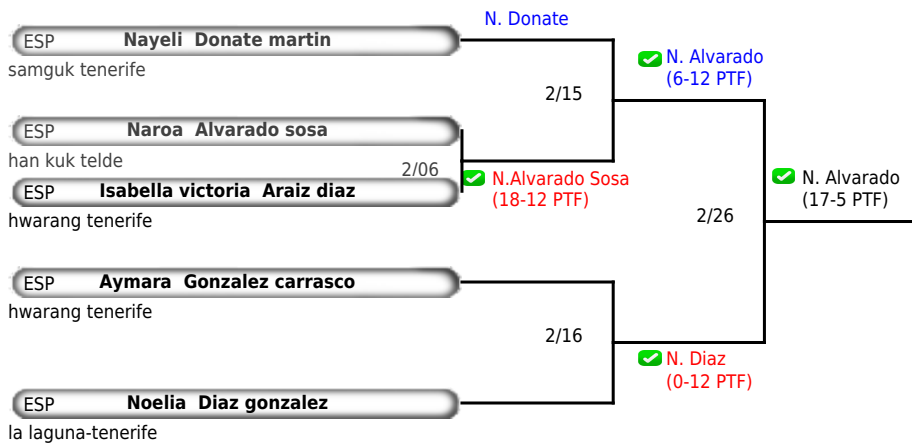 N. Donate
ESP Nayeli Donate martin
samguk tenerife
N. Alvarado
(6-12 PTF)
2/15
ESP Naroa Alvarado sosa
han kuk telde
2/06
N.Alvarado Sosa
(18-12 PTF)
ESP Isabella victoria Araiz diaz
hwarang tenerife
N. Alvarado
(17-5 PTF)
2/26
ESP Aymara Gonzalez carrasco
hwarang tenerife
2/16
N. Diaz
(0-12 PTF)
ESP Noelia Diaz gonzalez
la laguna-tenerife